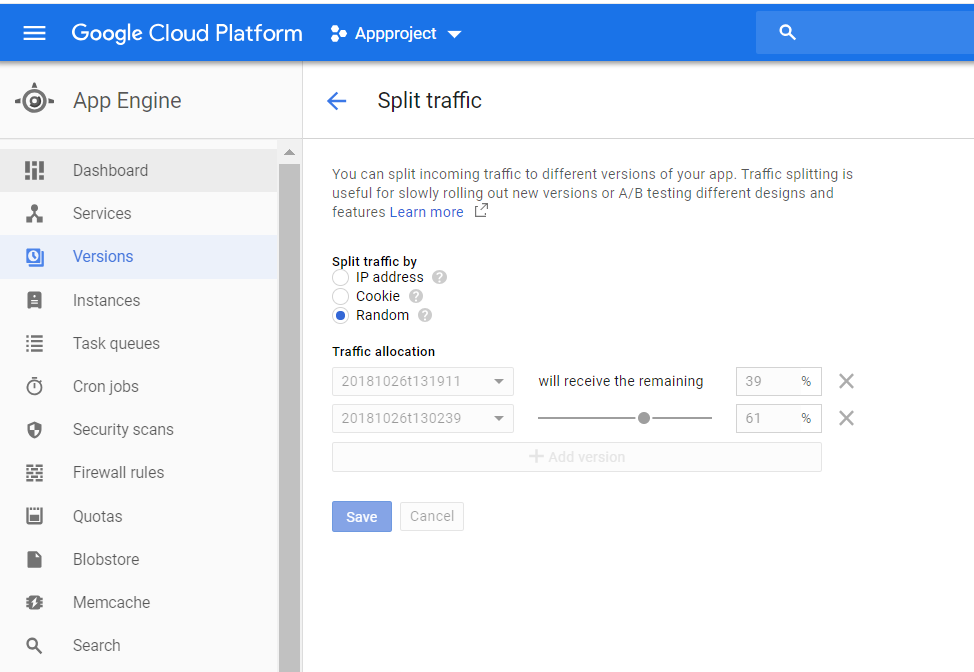 Google Cloud Platform
Appproject
App Engine
Split traffic
Dashboard
Services
Versions
Instances
Task queues
Cron jobs
Security scans
Firewall rules
Quotas
Blobstore
Memcache
Search
You can split incoming traffic to different versions of your app. Traffic splitting is
useful for slowly rolling out new versions or A/B testing different designs and
features Learn more
Split traffic by
IP address ?
Cookie ?
Random ?
Traffic allocation
20181026t131911 will receive the remaining 39 %
20181026t130239 61 %
+ Add version
Save Cancel